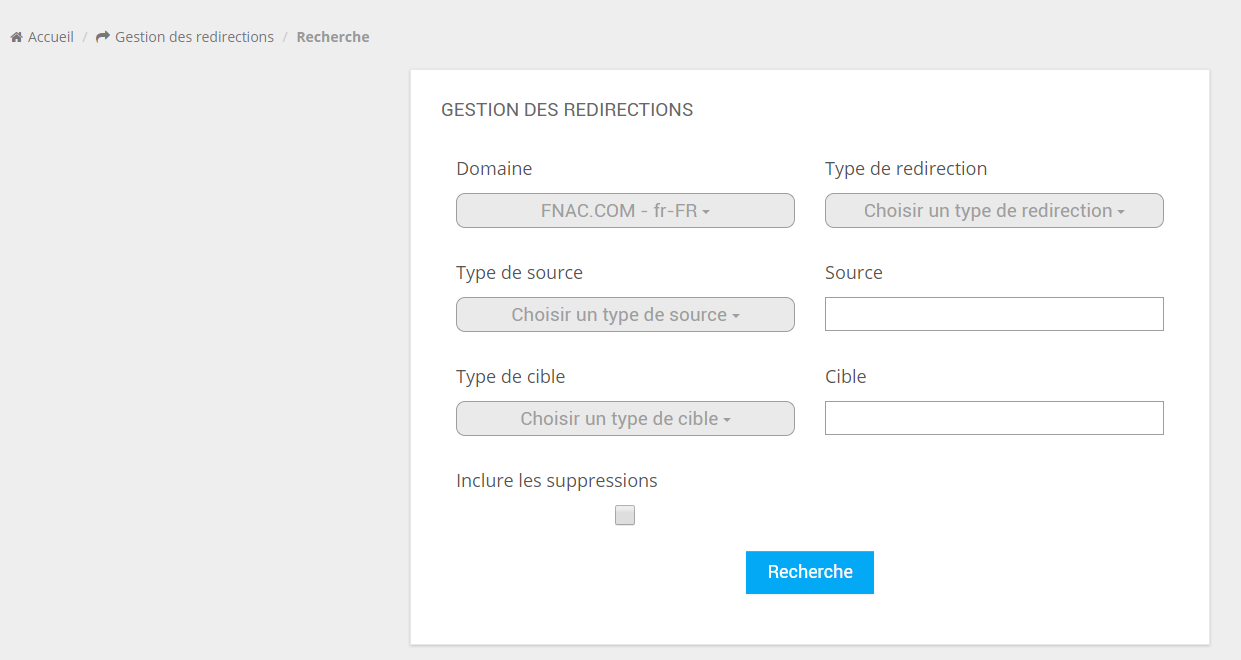 Accueil / Gestion des redirections / Recherche
GESTION DES REDIRECTIONS
Domaine
Type de redirection
FNAC.COM - fr-FR
Choisir un type de redirection
Type de source
Source
Choisir un type de source
Type de cible
Cible
Choisir un type de cible
Inclure les suppressions
Recherche